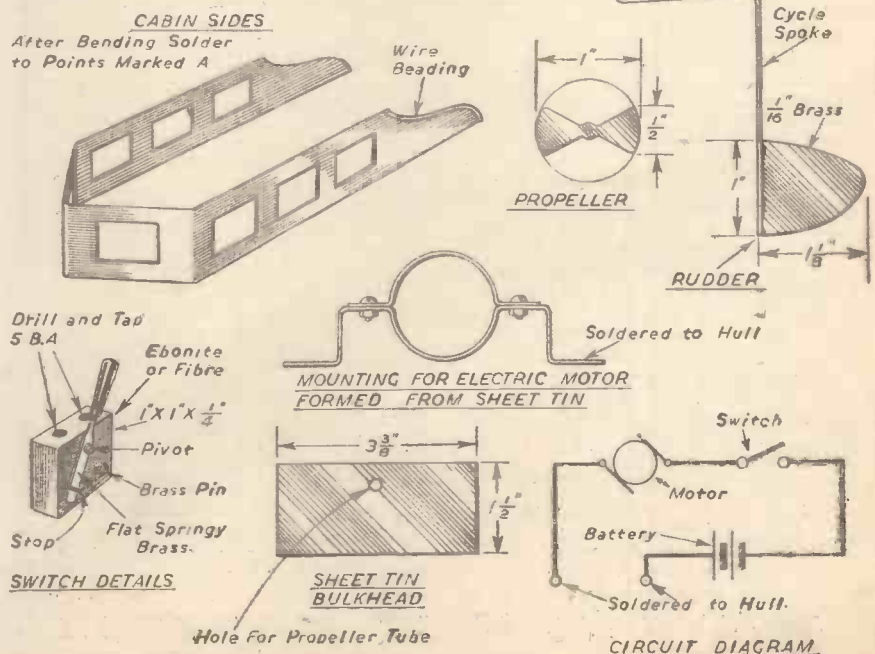 CABIN SIDES
After Bending Solder
to Points Marked A
Wire
Beading
1"
1/2"
PROPELLER
Cycle
Spoke
1/16" Brass
1"
1 1/8"
RUDDER
Drill and Tap
5 B.A
Ebonite
or Fibre
1" X 1" X 1/4"
Pivot
Brass Pin
Flat Springy
Brass.
Stop
SWITCH DETAILS
Soldered to Hull
MOUNTING FOR ELECTRIC MOTOR
FORMED FROM SHEET TIN
3 3/8"
1 1/2"
SHEET TIN
BULKHEAD
Hole For Propeller Tube
Switch
Motor
Battery
Soldered to Hull.
CIRCUIT DIAGRAM